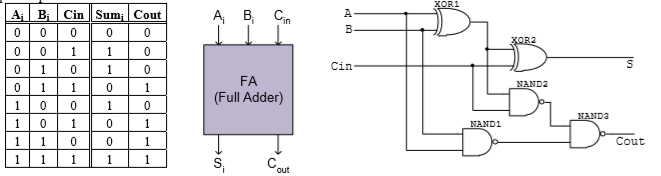 Aᵢ Bᵢ Cin Sumᵢ Cout
0 0 0 0 0
0 0 1 1 0
0 1 0 1 0
0 1 1 0 1
1 0 0 1 0
1 0 1 0 1
1 1 0 0 1
1 1 1 1 1
Aᵢ Bᵢ Cin
FA
(Full Adder)
Sᵢ Cout
XOR1
A
B
XOR2
Cin
S
NAND2
NAND1
NAND3
Cout